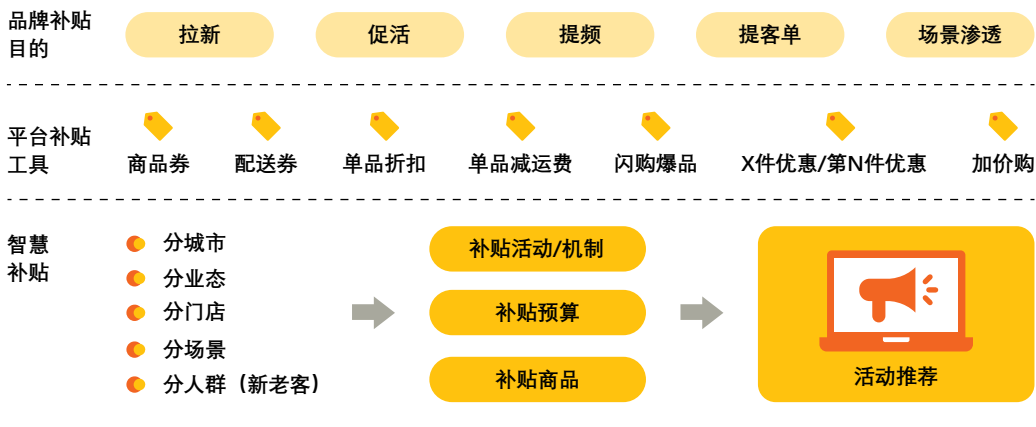 品牌补贴
目的
拉新
促活
提频
提客单
场景渗透
平台补贴
工具
商品券
配送券
单品折扣
单品减运费
闪购爆品
X件优惠/第N件优惠
加价购
智慧
补贴
分城市
分业态
分门店
分场景
分人群（新老客）
补贴活动/机制
补贴预算
补贴商品
活动推荐